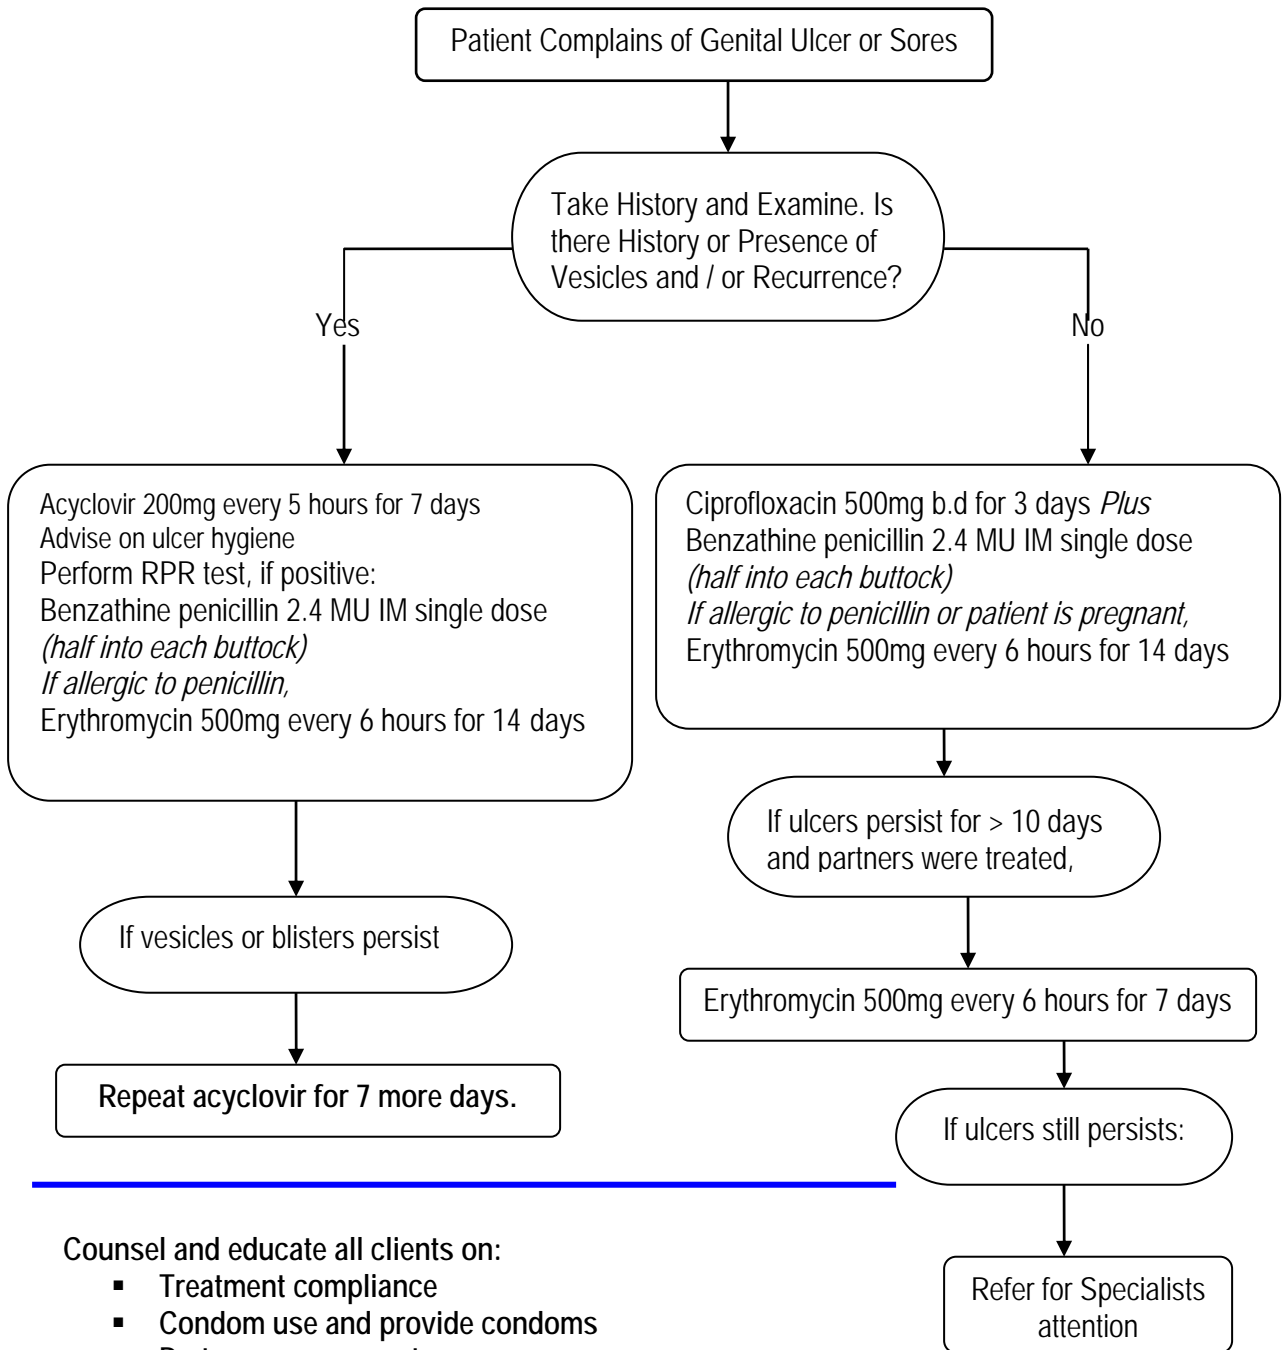 Patient Complains of Genital Ulcer or Sores
Take History and Examine. Is
there History or Presence of
Vesicles and / or Recurrence?
Yes
No
Acyclovir 200mg every 5 hours for 7 days
Advise on ulcer hygiene
Perform RPR test, if positive:
Benzathine penicillin 2.4 MU IM single dose
(half into each buttock)
If allergic to penicillin,
Erythromycin 500mg every 6 hours for 14 days
Ciprofloxacin 500mg b.d for 3 days Plus
Benzathine penicillin 2.4 MU IM single dose
(half into each buttock)
If allergic to penicillin or patient is pregnant,
Erythromycin 500mg every 6 hours for 14 days
If vesicles or blisters persist
Repeat acyclovir for 7 more days.
If ulcers persist for > 10 days
and partners were treated,
Erythromycin 500mg every 6 hours for 7 days
If ulcers still persists:
Refer for Specialists
attention
Counsel and educate all clients on:
▪ Treatment compliance
▪ Condom use and provide condoms